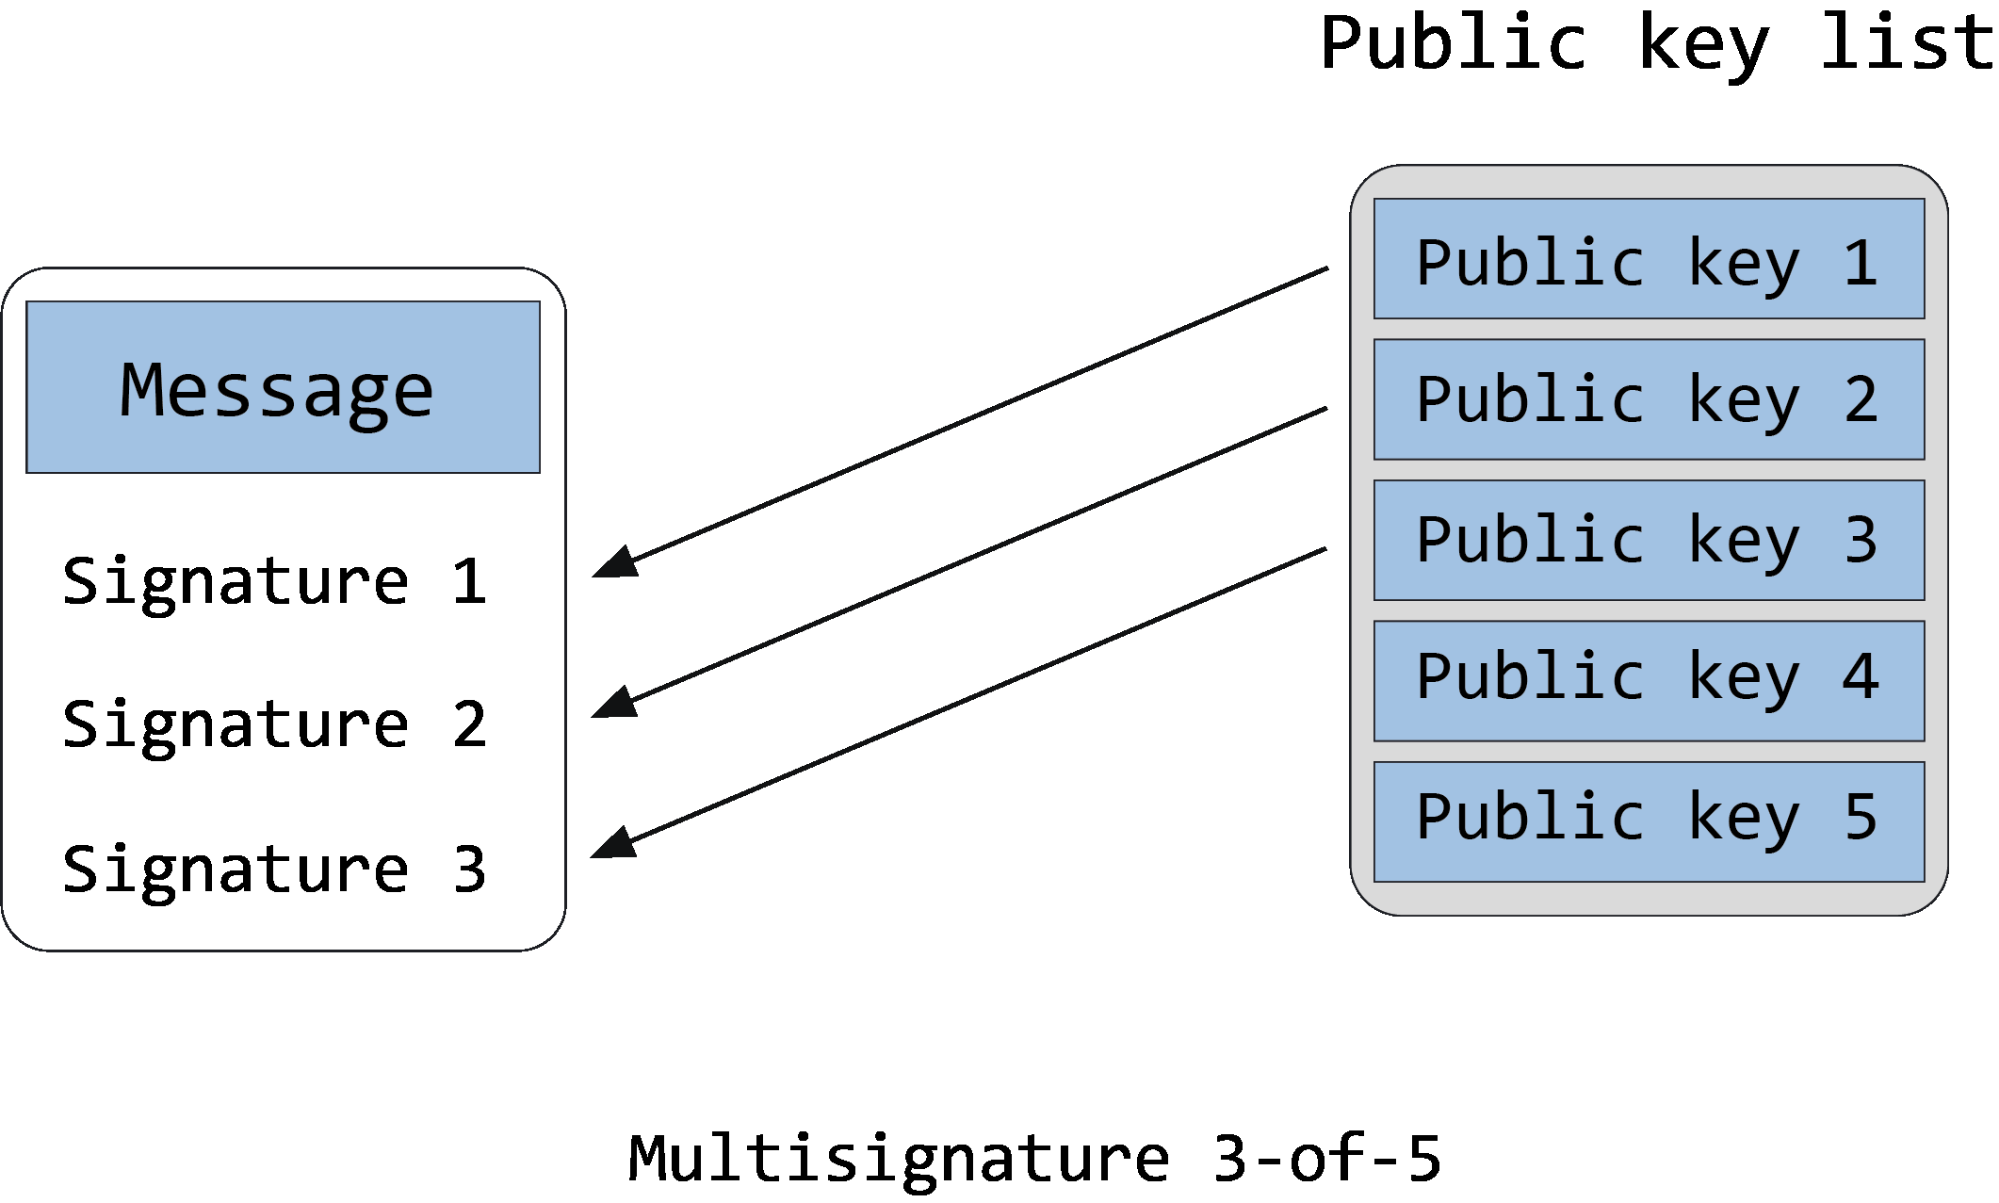 Public key list
Public key 1
Public key 2
Public key 3
Public key 4
Public key 5
Message
Signature 1
Signature 2
Signature 3
Multisignature 3-of-5